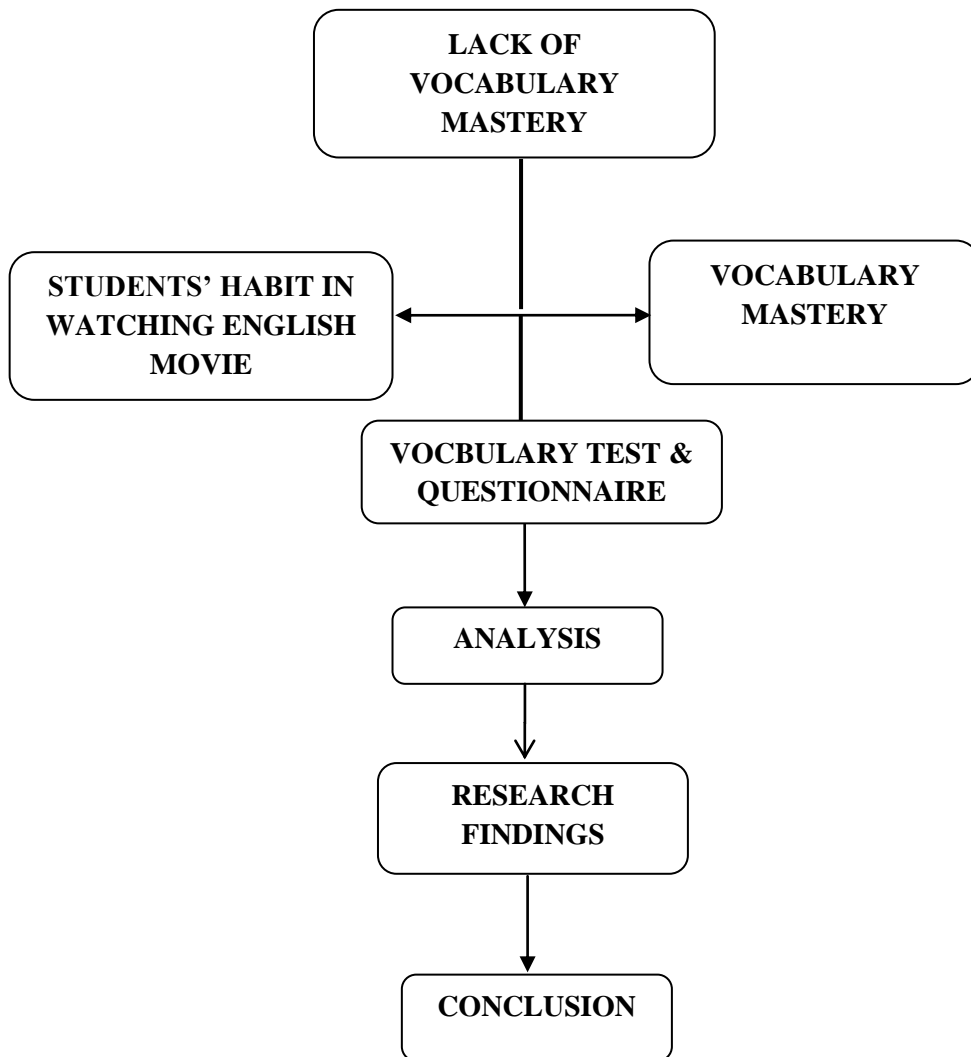 LACK OF
VOCABULARY
MASTERY
STUDENTS’ HABIT IN
WATCHING ENGLISH
MOVIE
VOCABULARY
MASTERY
VOCBULARY TEST &
QUESTIONNAIRE
ANALYSIS
RESEARCH
FINDINGS
CONCLUSION